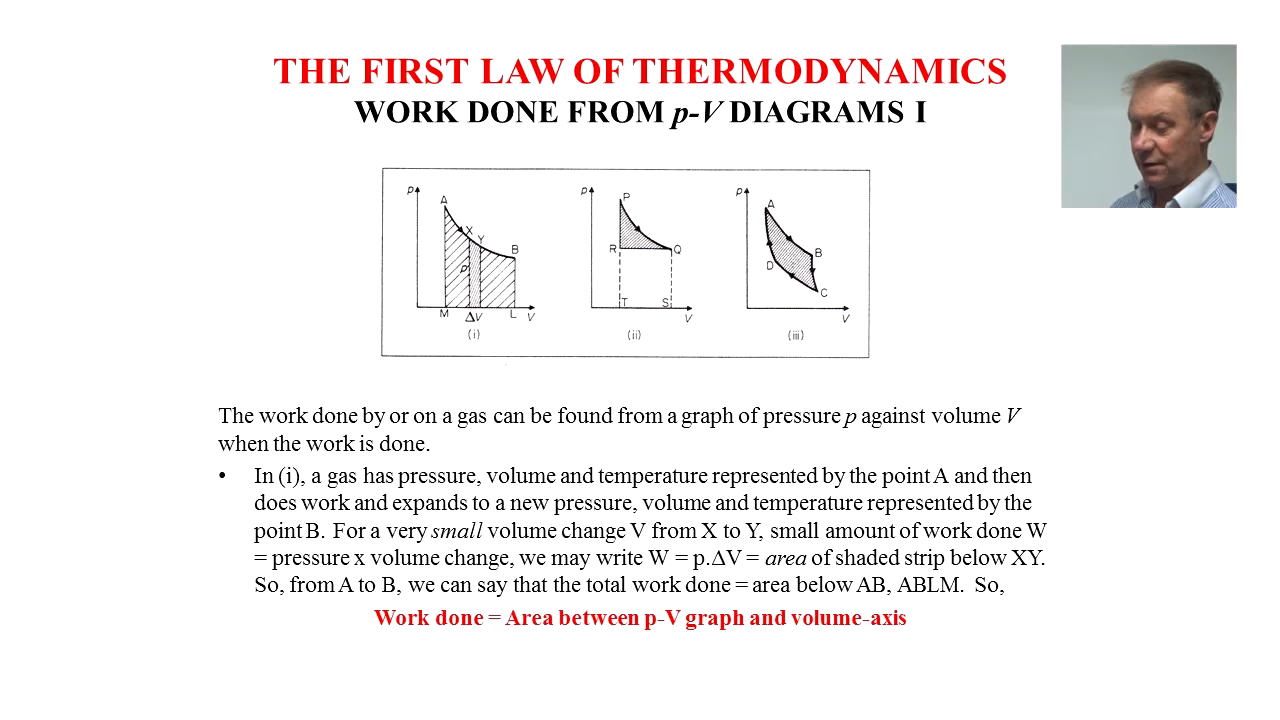 THE FIRST LAW OF THERMODYNAMICS
WORK DONE FROM p-V DIAGRAMS I
p A X Y B p M ΔV L V (i)
p P R Q T S V (ii)
p A B D C V (iii)
The work done by or on a gas can be found from a graph of pressure p against volume V
when the work is done.
• In (i), a gas has pressure, volume and temperature represented by the point A and then
does work and expands to a new pressure, volume and temperature represented by the
point B. For a very small volume change V from X to Y, small amount of work done W
= pressure x volume change, we may write W = p.ΔV = area of shaded strip below XY.
So, from A to B, we can say that the total work done = area below AB, ABLM. So,
Work done = Area between p-V graph and volume-axis